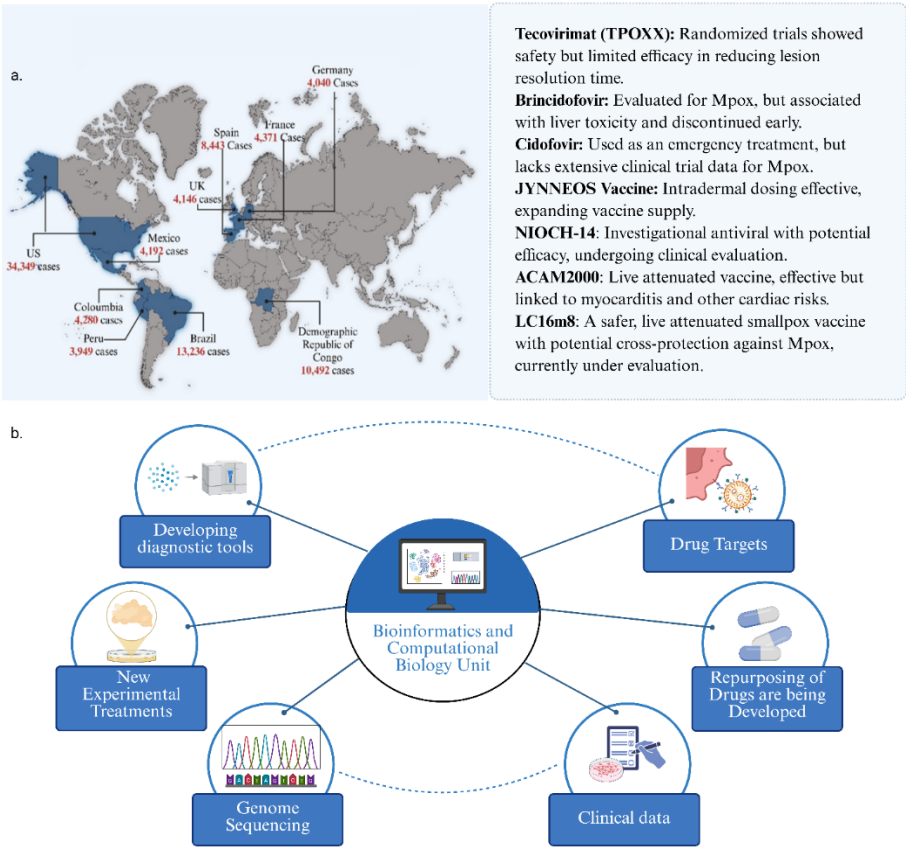 a.
Germany
4,040 Cases
France
4,371 Cases
Spain
8,443 Cases
UK
4,146 cases
US
34,349 cases
Mexico
4,192 cases
Coloumbia
4,280 cases
Peru
3,949 cases
Brazil
13,236 cases
Demographic
Republic of
Congo
10,492 cases
Tecovirimat (TPOXX): Randomized trials showed
safety but limited efficacy in reducing lesion
resolution time.
Brincidofovir: Evaluated for Mpox, but associated
with liver toxicity and discontinued early.
Cidofovir: Used as an emergency treatment, but
lacks extensive clinical trial data for Mpox.
JYNNEOS Vaccine: Intradermal dosing effective,
expanding vaccine supply.
NIOCH-14: Investigational antiviral with potential
efficacy, undergoing clinical evaluation.
ACAM2000: Live attenuated vaccine, effective but
linked to myocarditis and other cardiac risks.
LC16m8: A safer, live attenuated smallpox vaccine
with potential cross-protection against Mpox,
currently under evaluation.
b.
Developing
diagnostic tools
Drug Targets
Bioinformatics and
Computational
Biology Unit
New
Experimental
Treatments
Repurposing of
Drugs are being
Developed
Genome
Sequencing
Clinical data